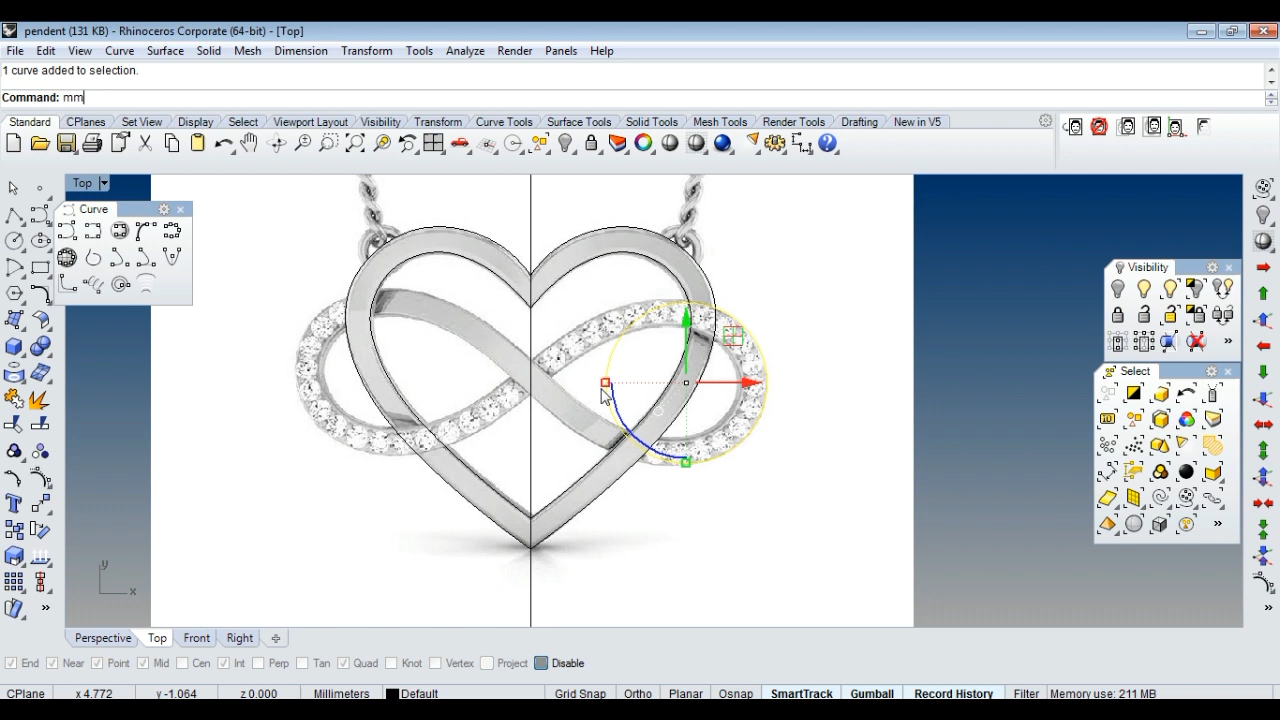 pendent (131 KB) - Rhinoceros Corporate (64-bit) - [Top]
File Edit View Curve Surface Solid Mesh Dimension Transform Tools Analyze Render Panels Help
1 curve added to selection.
Command: mm
Standard CPlanes Set View Display Select Viewport Layout Visibility Transform Curve Tools Surface Tools Solid Tools Mesh Tools Render Tools Drafting New in V5
Top
Curve
Visibility
Select
y
x
Perspective Top Front Right
End Near Point Mid Cen Int Perp Tan Quad Knot Vertex Project Disable
CPlane x 4.772 y -1.064 z 0.000 Millimeters Default Grid Snap Ortho Planar Osnap SmartTrack Gumball Record History Filter Memory use: 211 MB